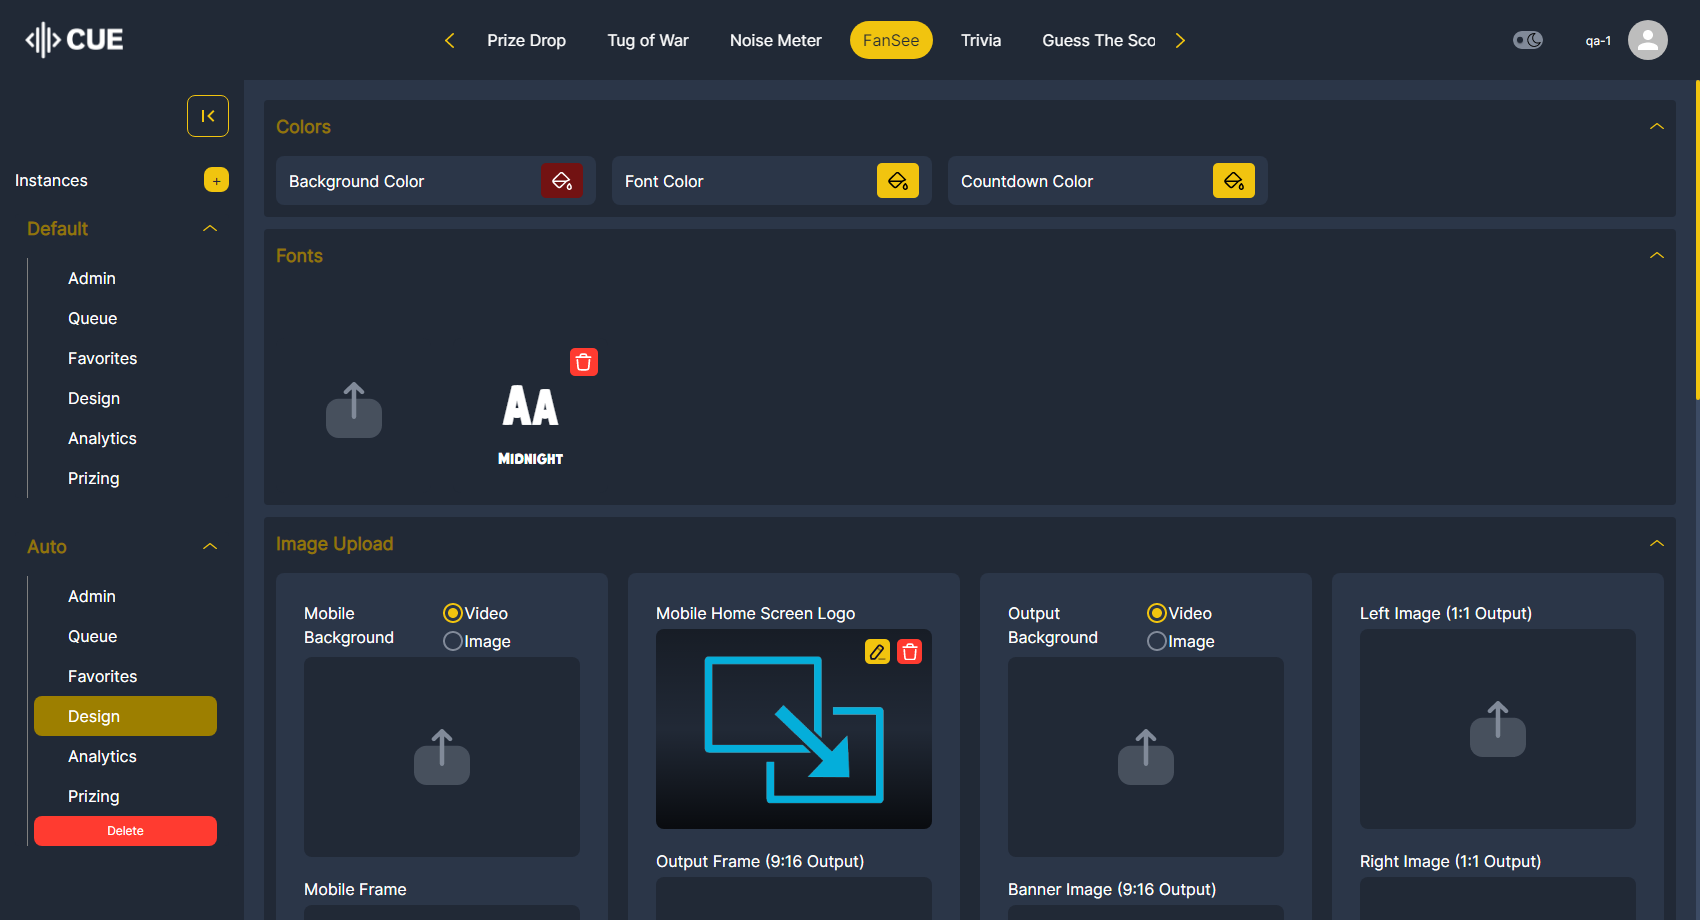 CUE
Prize Drop
Tug of War
Noise Meter
FanSee
Trivia
Guess The Sco
qa-1
Instances
+
Default
Admin
Queue
Favorites
Design
Analytics
Prizing
Auto
Admin
Queue
Favorites
Design
Analytics
Prizing
Delete
Colors
Background Color
Font Color
Countdown Color
Fonts
AA
MIDNIGHT
Image Upload
Mobile
Background
Video
Image
Mobile Frame
Mobile Home Screen Logo
Output Frame (9:16 Output)
Output
Background
Video
Image
Banner Image (9:16 Output)
Left Image (1:1 Output)
Right Image (1:1 Output)